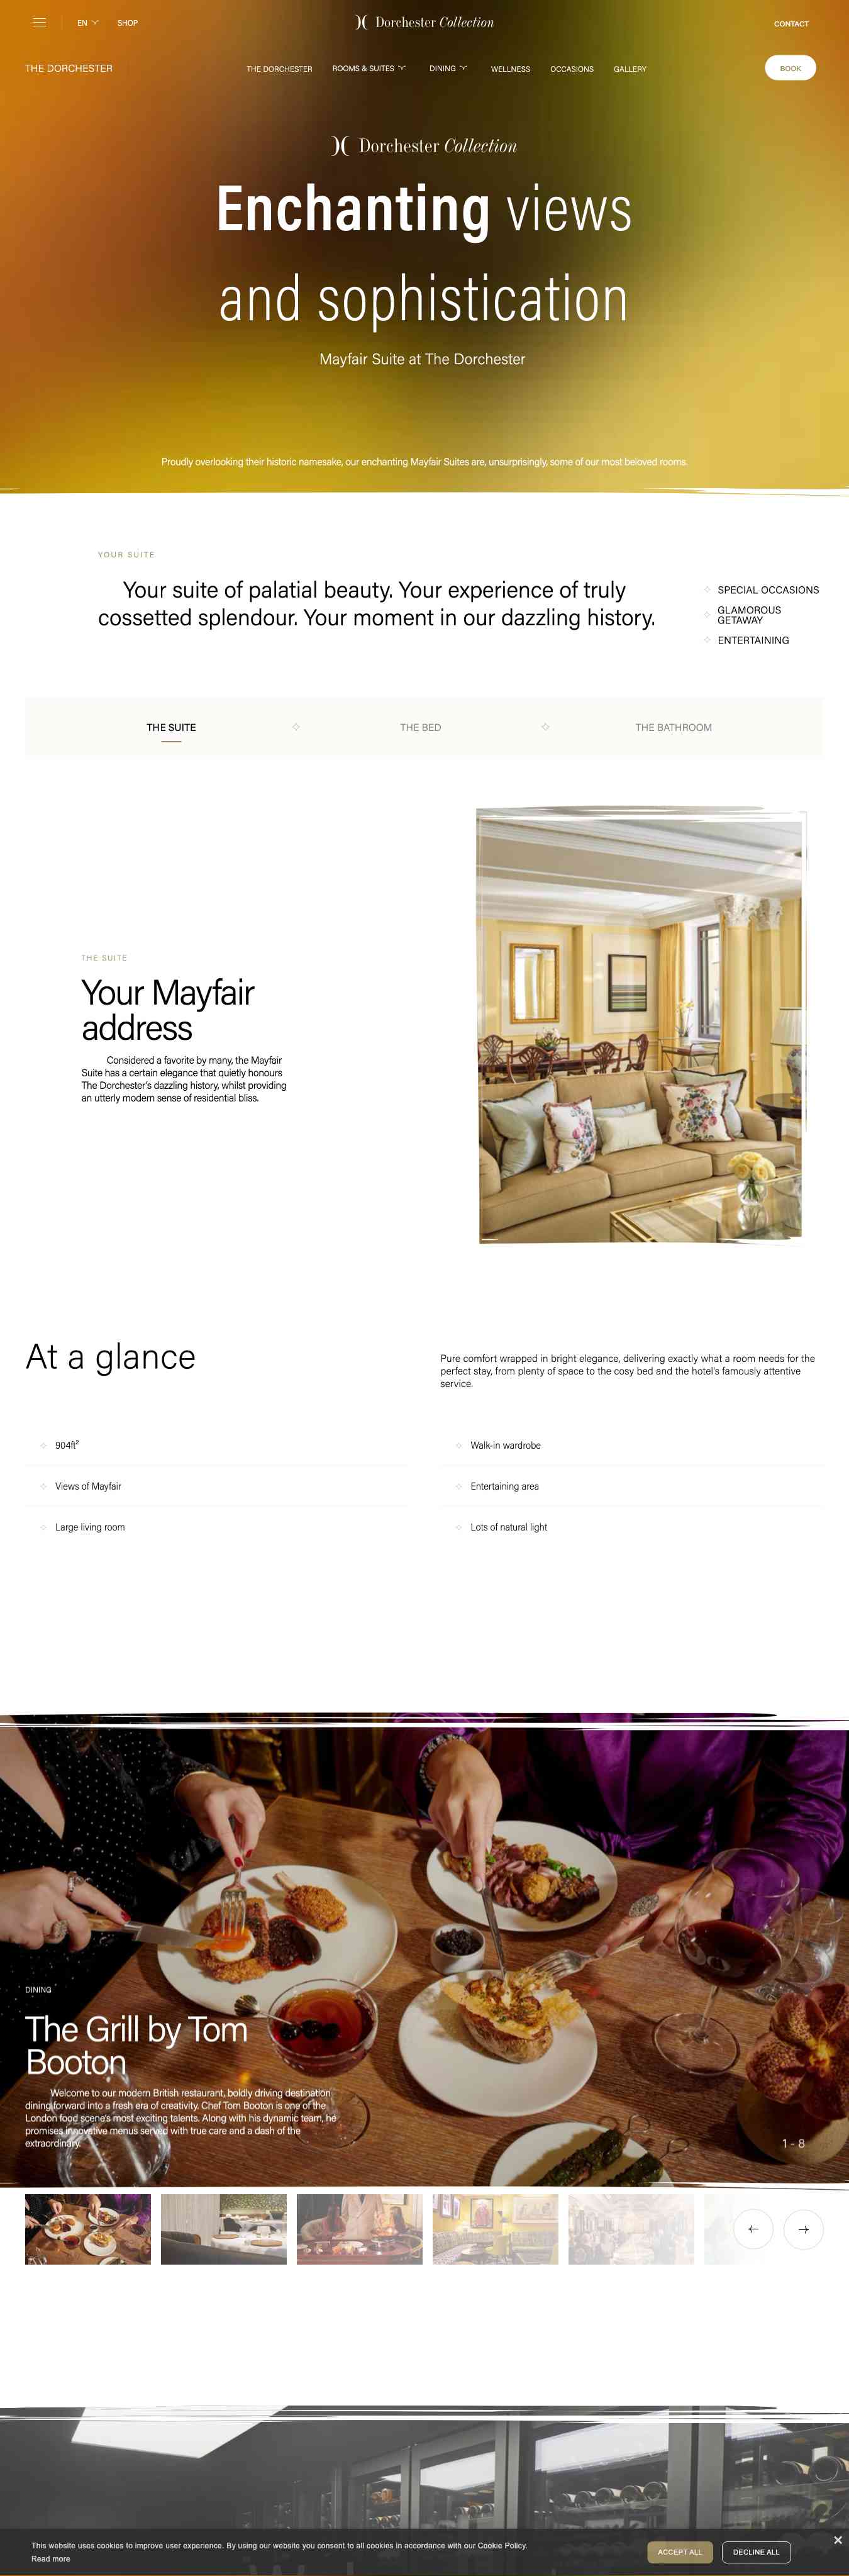 EN
SHOP
Dorchester Collection
CONTACT
THE DORCHESTER
THE DORCHESTER
ROOMS & SUITES
DINING
WELLNESS
OCCASIONS
GALLERY
BOOK
Dorchester Collection
Enchanting views
and sophistication
Mayfair Suite at The Dorchester
Proudly overlooking their historic namesake, our enchanting Mayfair Suites are, unsurprisingly, some of our most beloved rooms.
YOUR SUITE
Your suite of palatial beauty. Your experience of truly
cossetted splendour. Your moment in our dazzling history.
SPECIAL OCCASIONS
GLAMOROUS
GETAWAY
ENTERTAINING
THE SUITE
THE BED
THE BATHROOM
THE SUITE
Your Mayfair
address
Considered a favorite by many, the Mayfair
Suite has a certain elegance that quietly honours
The Dorchester's dazzling history, whilst providing
an utterly modern sense of residential bliss.
At a glance
Pure comfort wrapped in bright elegance, delivering exactly what a room needs for the
perfect stay, from plenty of space to the cosy bed and the hotel's famously attentive
service.
904ft²
Views of Mayfair
Large living room
Walk-in wardrobe
Entertaining area
Lots of natural light
DINING
The Grill by Tom
Booton
Welcome to our modern British restaurant, boldly driving destination
dining forward into a fresh era of creativity. Chef Tom Booton is one of the
London food scene's most exciting talents. Along with his dynamic team, he
promises innovative menus served with true care and a dash of the
extraordinary.
1 - 8
This website uses cookies to improve user experience. By using our website you consent to all cookies in accordance with our Cookie Policy.
Read more
ACCEPT ALL
DECLINE ALL